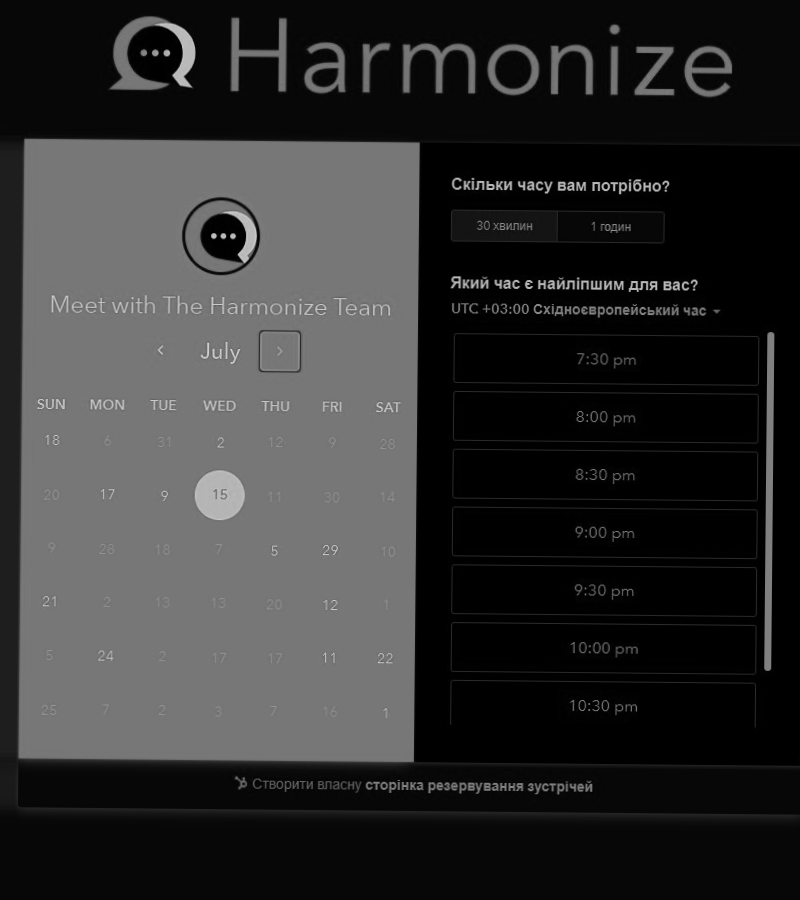 Harmonize
Meet with The Harmonize Team
July
SUN MON TUE WED THU FRI SAT
18 6 31 2 12 9 28
20 17 9 15 11 30 14
9 28 18 7 5 29 10
21 2 13 13 20 12 1
5 24 2 17 17 11 22
25 7 2 3 7 16 1
Скільки часу вам потрібно?
30 хвилин 1 годин
Який час є найліпшим для вас?
UTC +03:00 Східноєвропейський час
7:30 pm
8:00 pm
8:30 pm
9:00 pm
9:30 pm
10:00 pm
10:30 pm
Створити власну сторінка резервування зустрічей